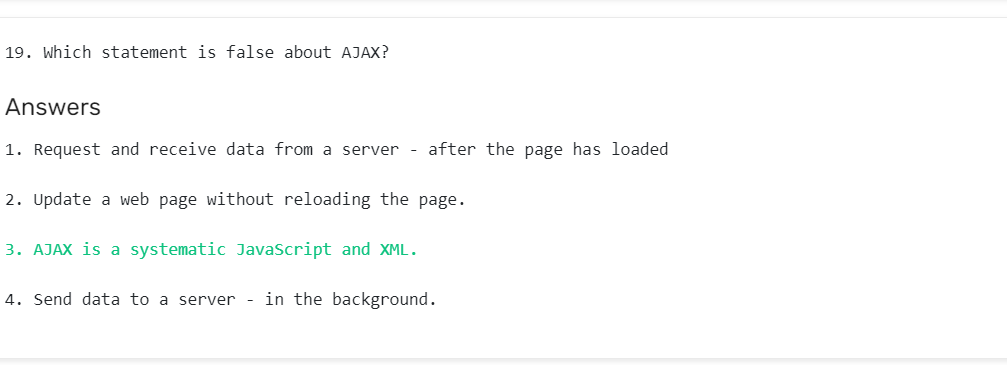 19. Which statement is false about AJAX?
Answers
1. Request and receive data from a server - after the page has loaded
2. Update a web page without reloading the page.
3. AJAX is a systematic JavaScript and XML.
4. Send data to a server - in the background.